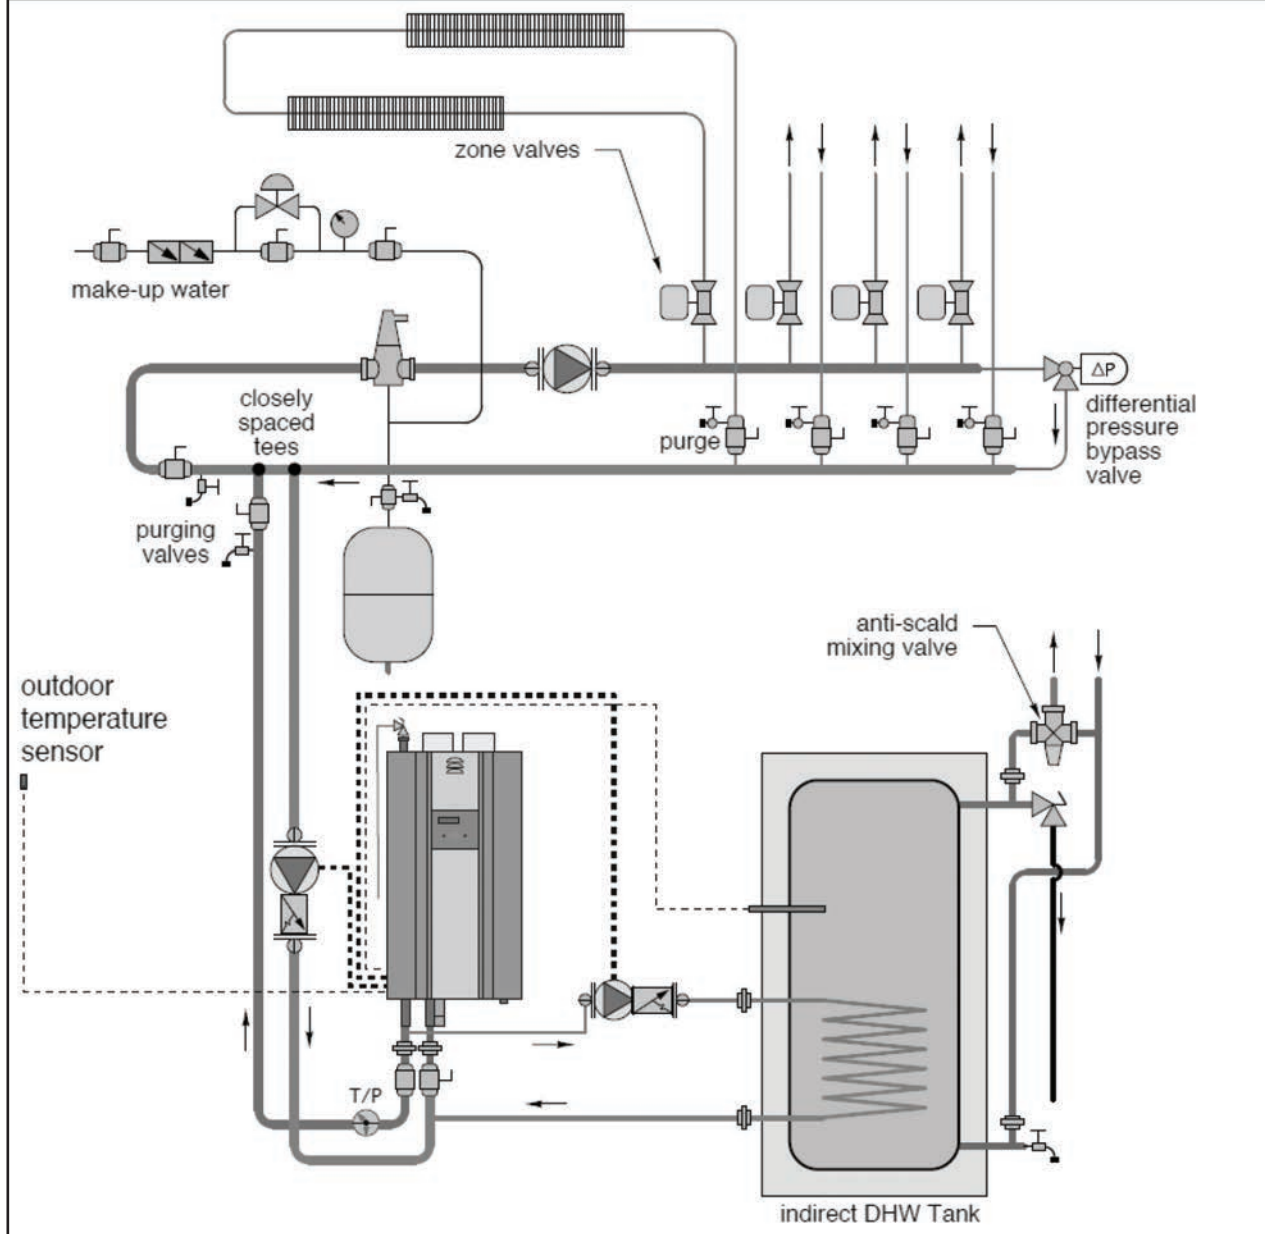 zone valves
make-up water
ΔP
closely
spaced
tees
differential
pressure
bypass
valve
purge
purging
valves
anti-scald
mixing valve
outdoor
temperature
sensor
T/P
indirect DHW Tank